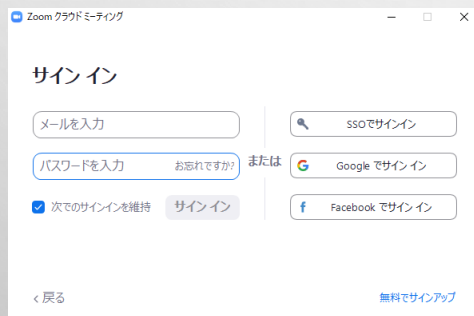 Zoom クラウド ミーティング
サイン イン
メールを入力
パスワードを入力 お忘れですか?
次でのサインインを維持 サイン イン
または
SSOでサインイン
Google でサイン イン
Facebook でサイン イン
‹ 戻る
無料でサインアップ